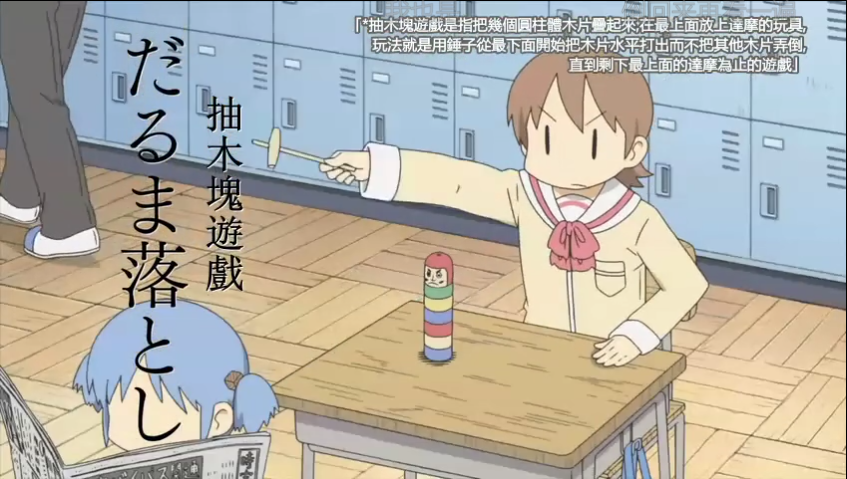 「*抽木塊遊戲是指把幾個圓柱體木片疊起來,在最上面放上達摩的玩具,
玩法就是用錘子從最下面開始把木片水平打出而不把其他木片弄倒,
直到剩下最上面的達摩為止的遊戲」
抽木塊遊戲
だるま落とし